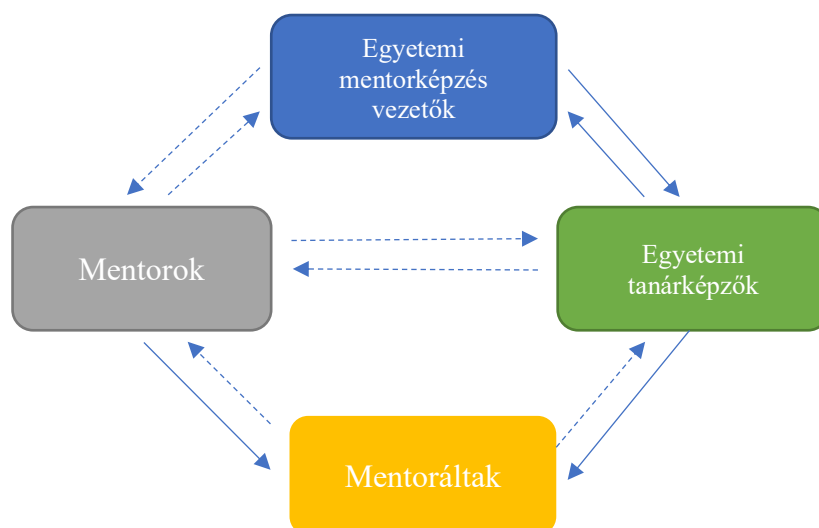 Egyetemi
mentorképzés
vezetők
Mentorok
Egyetemi
tanárképzők
Mentoráltak